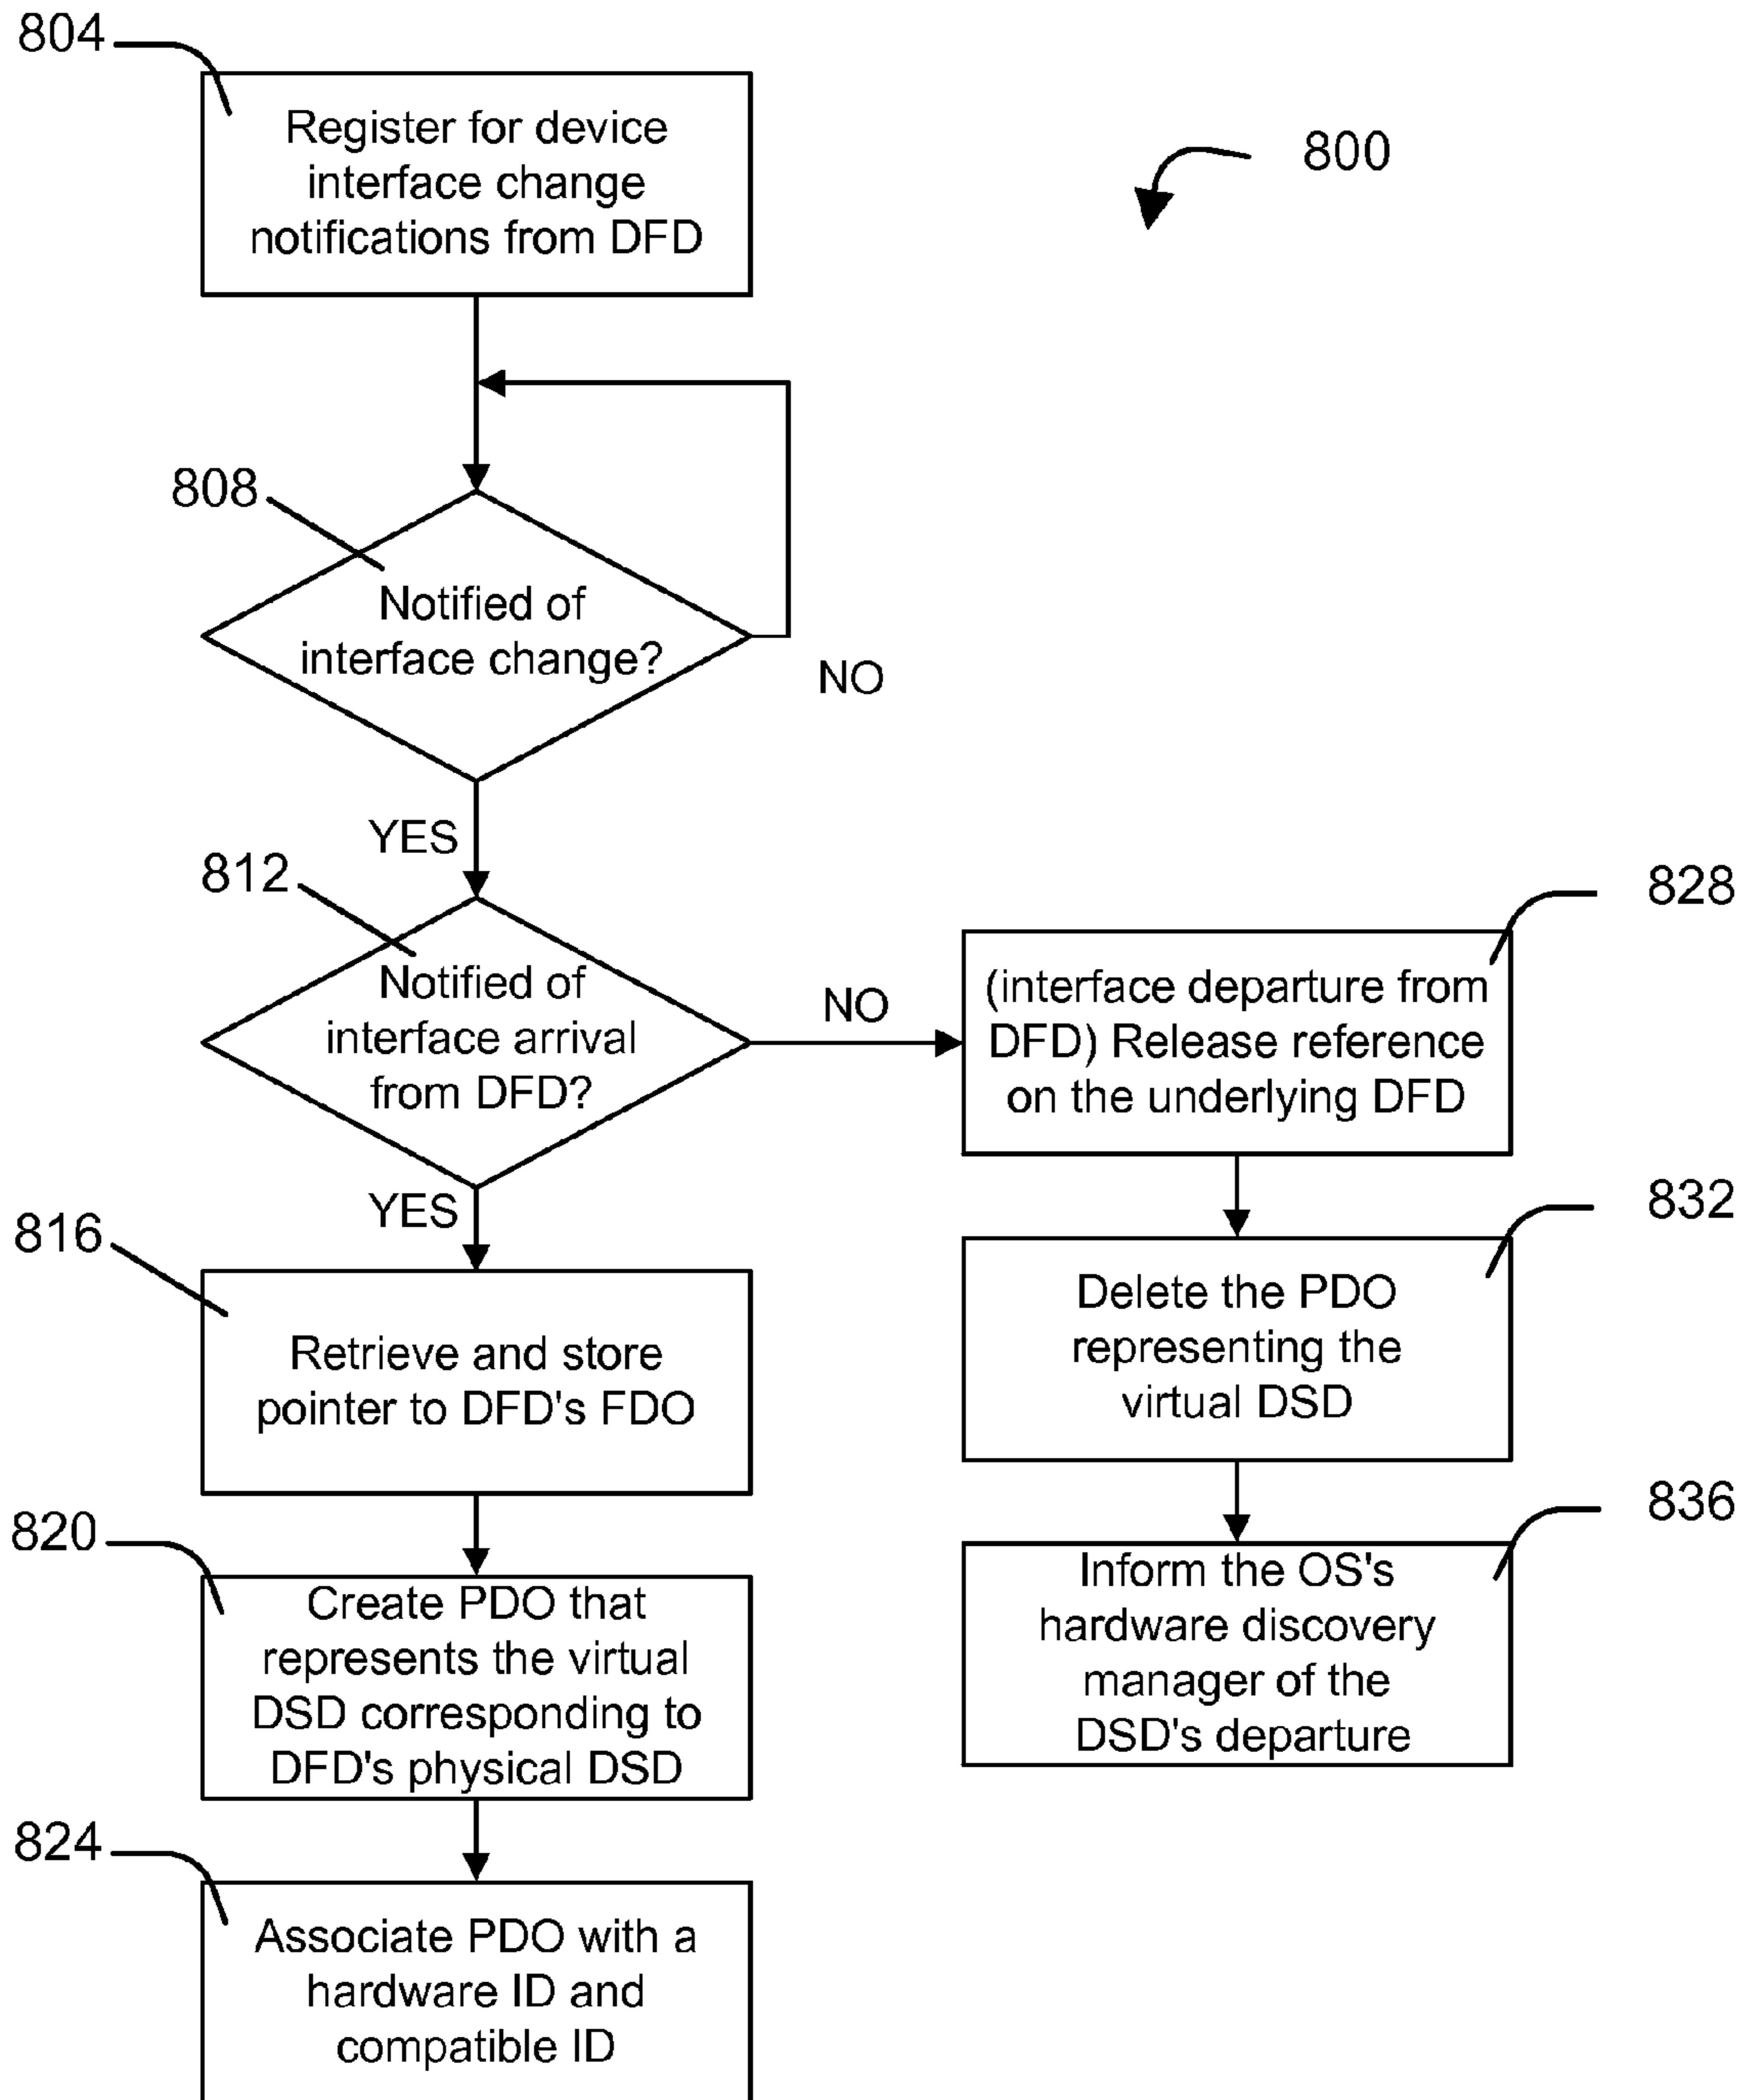 804
Register for device
interface change
notifications from DFD
800
808
Notified of
interface change?
NO
YES
812
Notified of
interface arrival
from DFD?
NO
828
(interface departure from
DFD) Release reference
on the underlying DFD
YES
816
Retrieve and store
pointer to DFD's FDO
832
Delete the PDO
representing the
virtual DSD
820
Create PDO that
represents the virtual
DSD corresponding to
DFD's physical DSD
836
Inform the OS's
hardware discovery
manager of the
DSD's departure
824
Associate PDO with a
hardware ID and
compatible ID